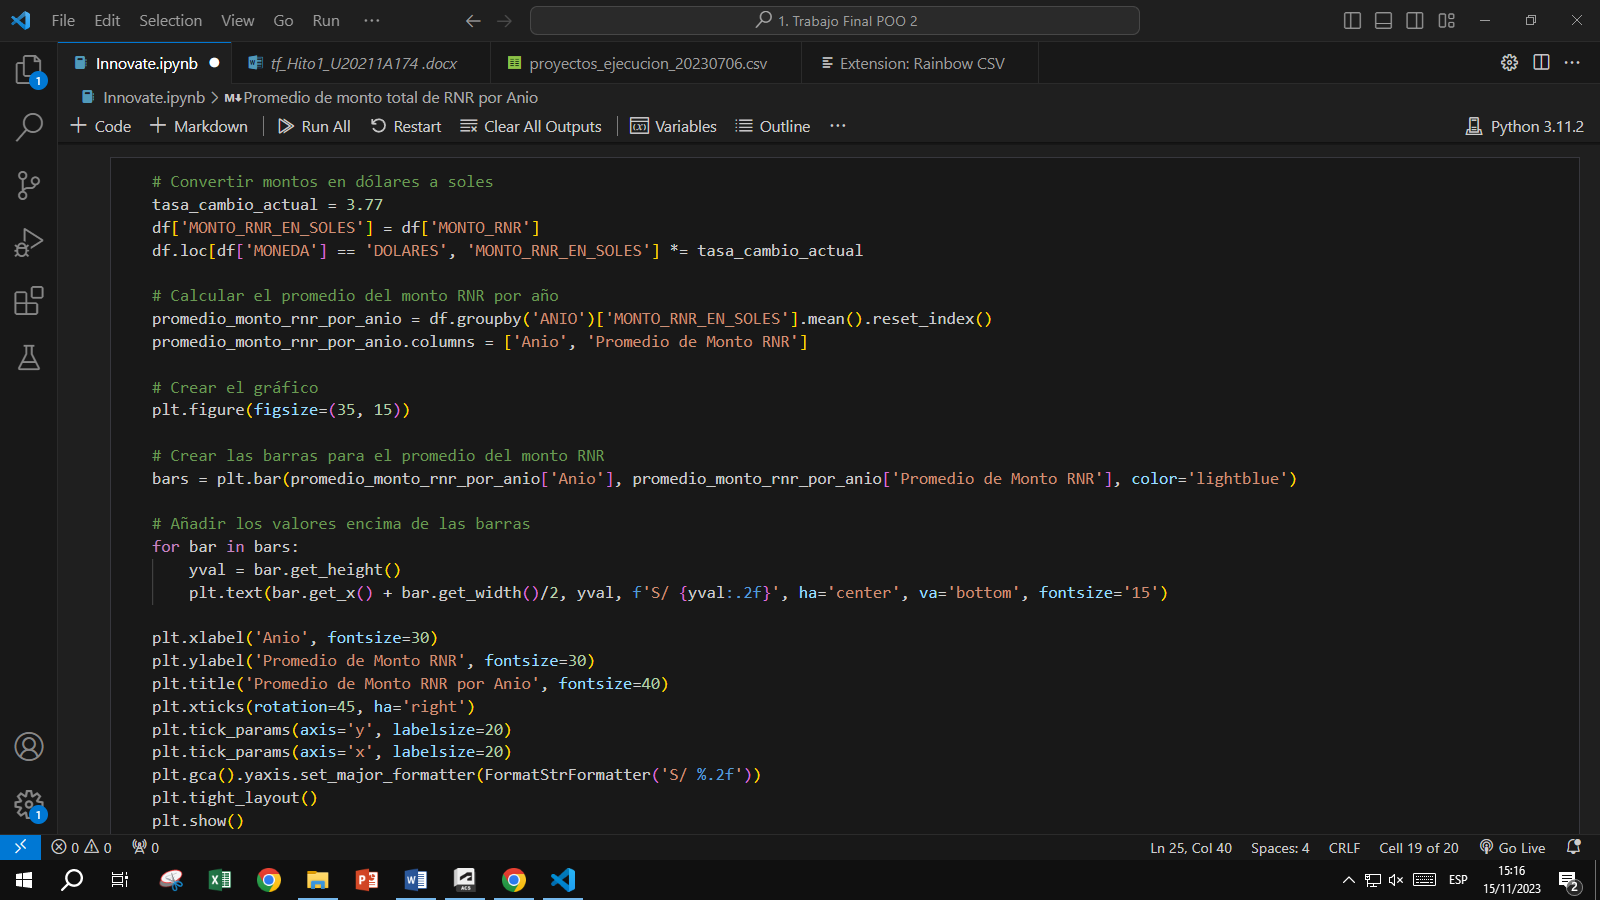 File Edit Selection View Go Run ···
1. Trabajo Final POO 2
Innovate.ipynb
tf_Hito1_U20211A174 .docx
proyectos_ejecucion_20230706.csv
Extension: Rainbow CSV
Innovate.ipynb > M↓Promedio de monto total de RNR por Anio
+ Code + Markdown Run All Restart Clear All Outputs Variables Outline ···
Python 3.11.2
# Convertir montos en dólares a soles
tasa_cambio_actual = 3.77
df['MONTO_RNR_EN_SOLES'] = df['MONTO_RNR']
df.loc[df['MONEDA'] == 'DOLARES', 'MONTO_RNR_EN_SOLES'] *= tasa_cambio_actual
# Calcular el promedio del monto RNR por año
promedio_monto_rnr_por_anio = df.groupby('ANIO')['MONTO_RNR_EN_SOLES'].mean().reset_index()
promedio_monto_rnr_por_anio.columns = ['Anio', 'Promedio de Monto RNR']
# Crear el gráfico
plt.figure(figsize=(35, 15))
# Crear las barras para el promedio del monto RNR
bars = plt.bar(promedio_monto_rnr_por_anio['Anio'], promedio_monto_rnr_por_anio['Promedio de Monto RNR'], color='lightblue')
# Añadir los valores encima de las barras
for bar in bars:
    yval = bar.get_height()
    plt.text(bar.get_x() + bar.get_width()/2, yval, f'S/ {yval:.2f}', ha='center', va='bottom', fontsize='15')
plt.xlabel('Anio', fontsize=30)
plt.ylabel('Promedio de Monto RNR', fontsize=30)
plt.title('Promedio de Monto RNR por Anio', fontsize=40)
plt.xticks(rotation=45, ha='right')
plt.tick_params(axis='y', labelsize=20)
plt.tick_params(axis='x', labelsize=20)
plt.gca().yaxis.set_major_formatter(FormatStrFormatter('S/ %.2f'))
plt.tight_layout()
plt.show()
1
1
0 0 0
Ln 25, Col 40 Spaces: 4 CRLF Cell 19 of 20 Go Live
ESP
15:16
15/11/2023
2